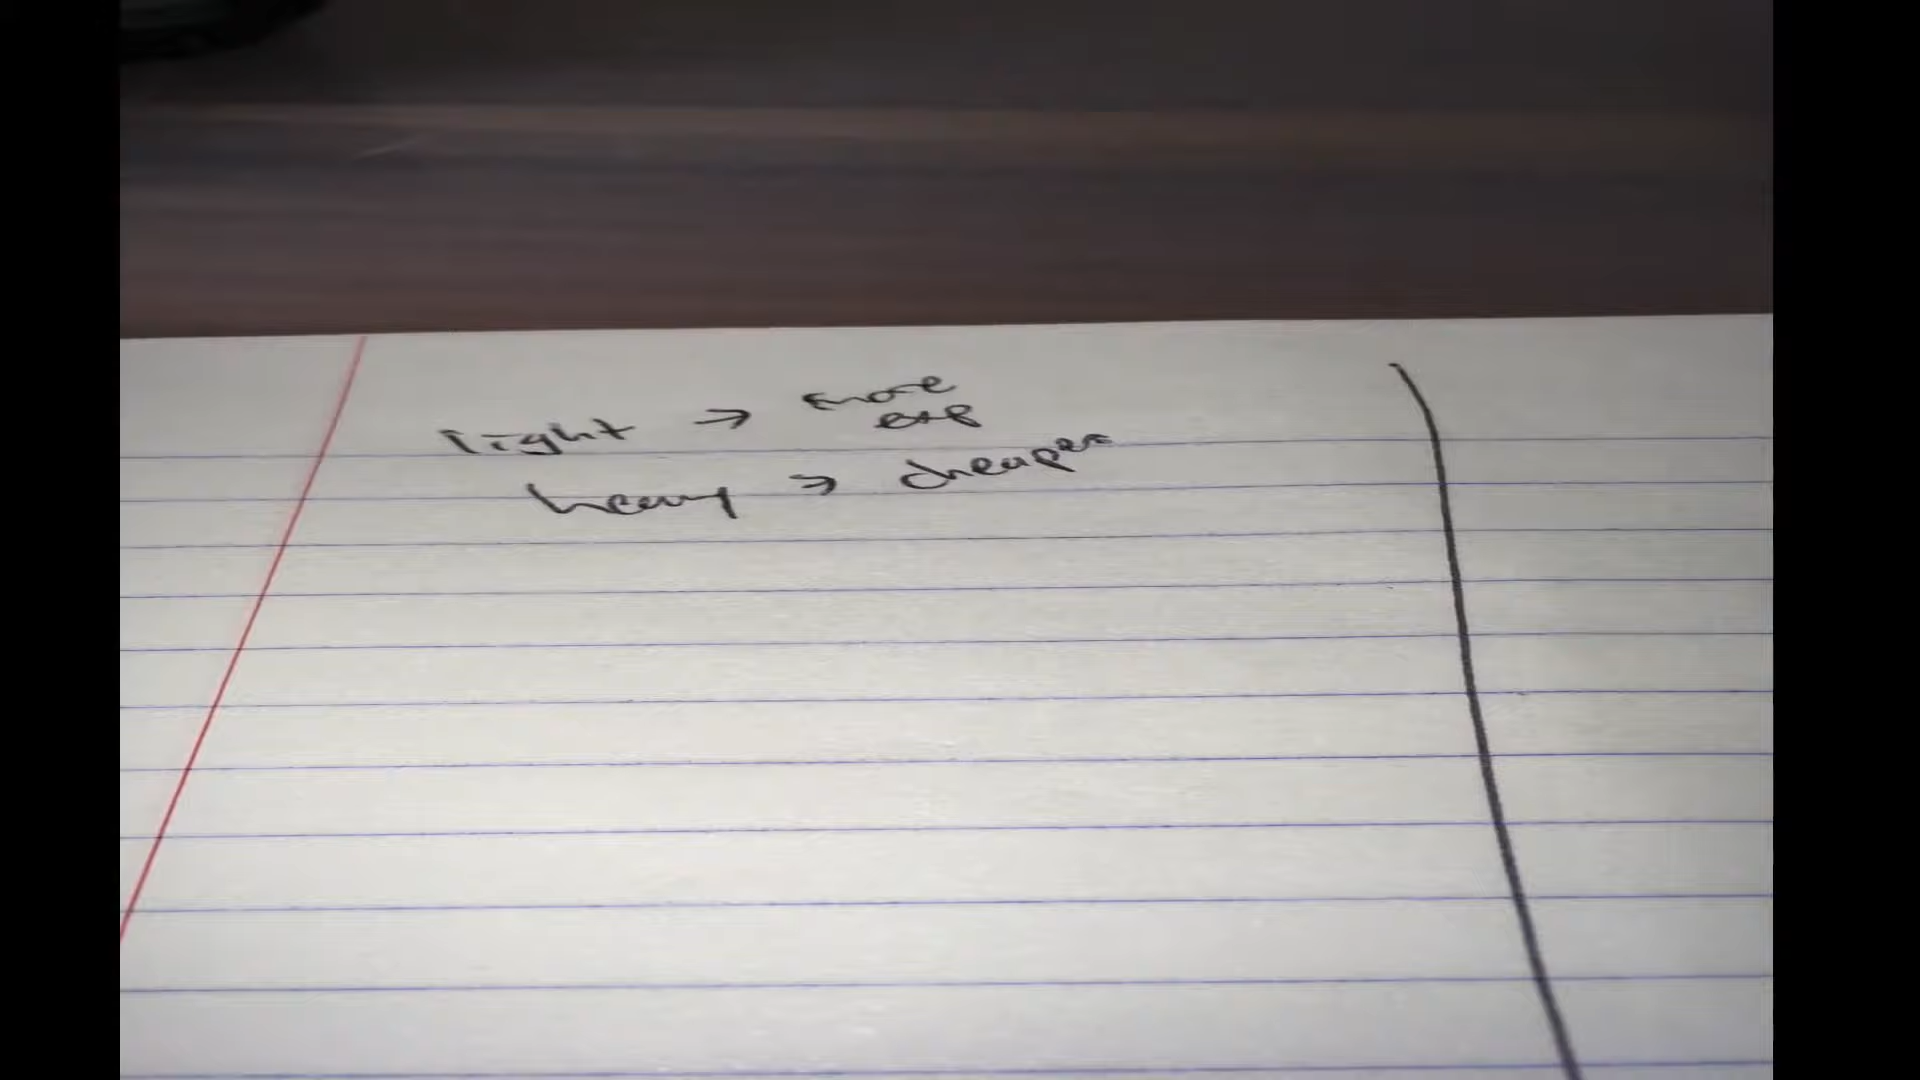 light → more
exp
heavy → cheaper